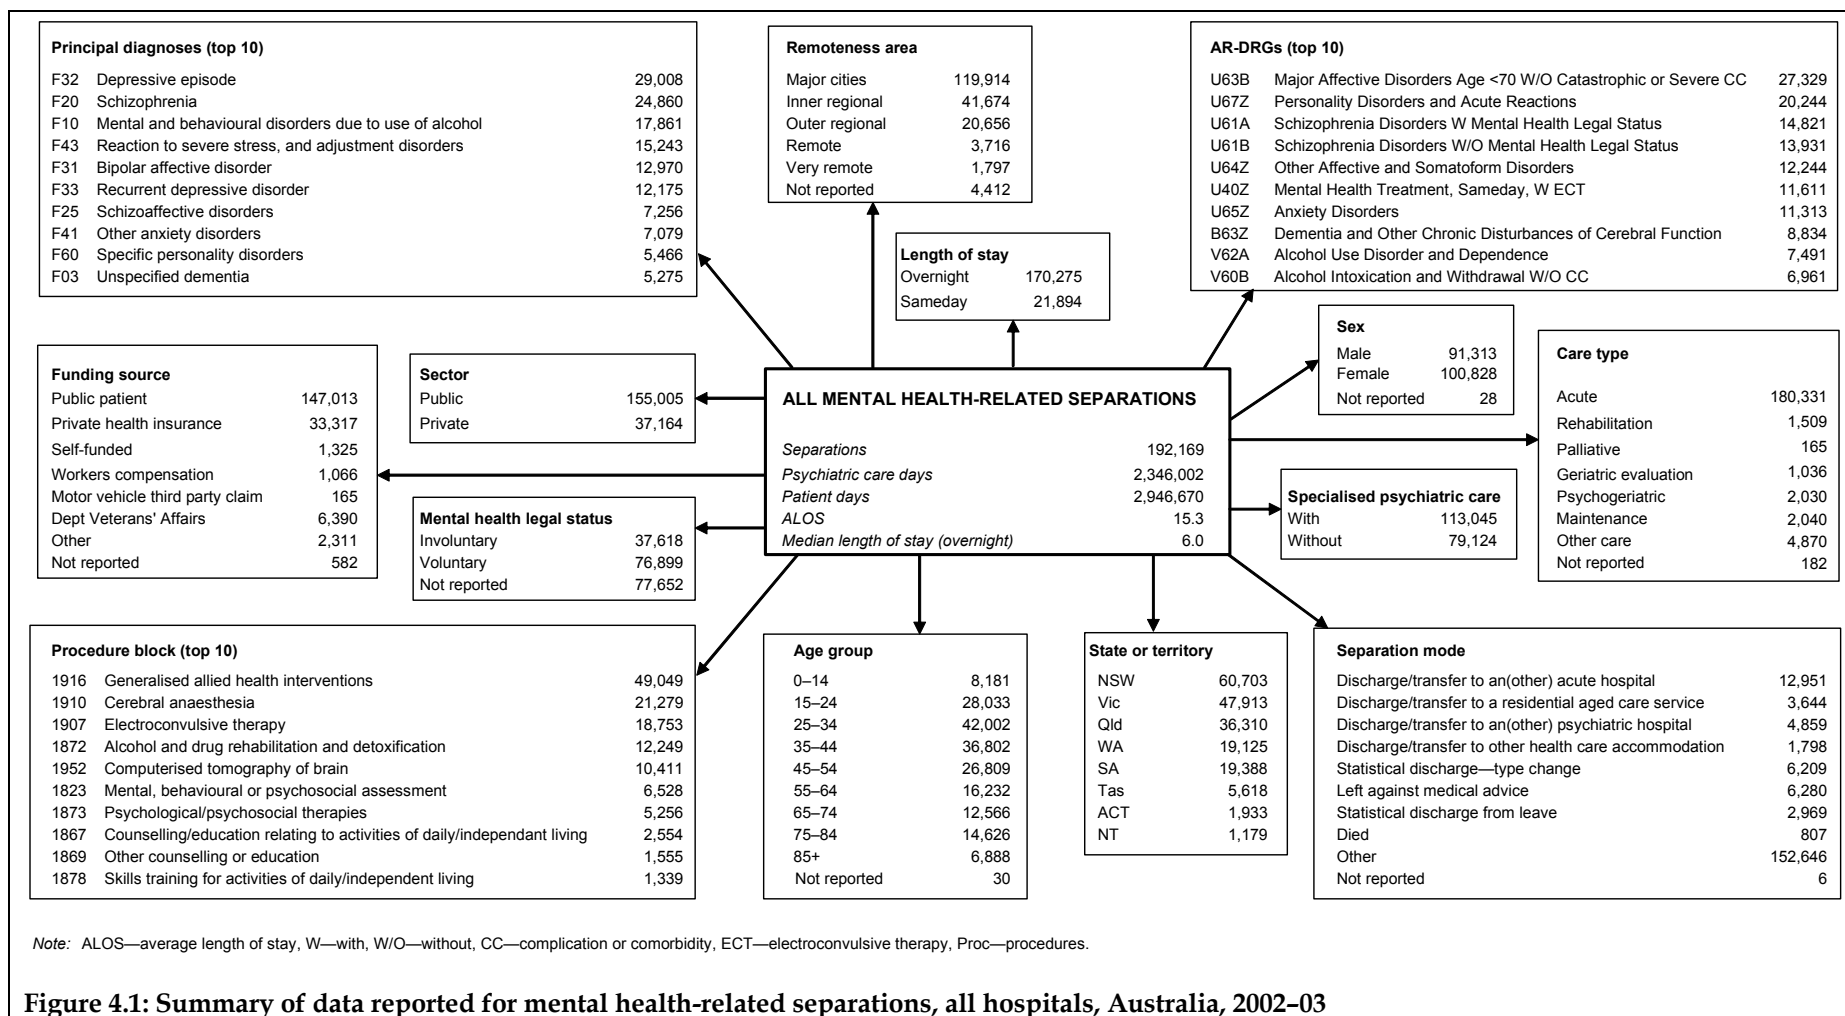 Principal diagnoses (top 10)
F32 Depressive episode 29,008
F20 Schizophrenia 24,860
F10 Mental and behavioural disorders due to use of alcohol 17,861
F43 Reaction to severe stress, and adjustment disorders 15,243
F31 Bipolar affective disorder 12,970
F33 Recurrent depressive disorder 12,175
F25 Schizoaffective disorders 7,256
F41 Other anxiety disorders 7,079
F60 Specific personality disorders 5,466
F03 Unspecified dementia 5,275
Remoteness area
Major cities 119,914
Inner regional 41,674
Outer regional 20,656
Remote 3,716
Very remote 1,797
Not reported 4,412
AR-DRGs (top 10)
U63B Major Affective Disorders Age <70 W/O Catastrophic or Severe CC 27,329
U67Z Personality Disorders and Acute Reactions 20,244
U61A Schizophrenia Disorders W Mental Health Legal Status 14,821
U61B Schizophrenia Disorders W/O Mental Health Legal Status 13,931
U64Z Other Affective and Somatoform Disorders 12,244
U40Z Mental Health Treatment, Sameday, W ECT 11,611
U65Z Anxiety Disorders 11,313
B63Z Dementia and Other Chronic Disturbances of Cerebral Function 8,834
V62A Alcohol Use Disorder and Dependence 7,491
V60B Alcohol Intoxication and Withdrawal W/O CC 6,961
Length of stay
Overnight 170,275
Sameday 21,894
Sex
Male 91,313
Female 100,828
Not reported 28
Funding source
Public patient 147,013
Private health insurance 33,317
Self-funded 1,325
Workers compensation 1,066
Motor vehicle third party claim 165
Dept Veterans' Affairs 6,390
Other 2,311
Not reported 582
Sector
Public 155,005
Private 37,164
ALL MENTAL HEALTH-RELATED SEPARATIONS
Separations 192,169
Psychiatric care days 2,346,002
Patient days 2,946,670
ALOS 15.3
Median length of stay (overnight) 6.0
Care type
Acute 180,331
Rehabilitation 1,509
Palliative 165
Geriatric evaluation 1,036
Psychogeriatric 2,030
Maintenance 2,040
Other care 4,870
Not reported 182
Mental health legal status
Involuntary 37,618
Voluntary 76,899
Not reported 77,652
Specialised psychiatric care
With 113,045
Without 79,124
Procedure block (top 10)
1916 Generalised allied health interventions 49,049
1910 Cerebral anaesthesia 21,279
1907 Electroconvulsive therapy 18,753
1872 Alcohol and drug rehabilitation and detoxification 12,249
1952 Computerised tomography of brain 10,411
1823 Mental, behavioural or psychosocial assessment 6,528
1873 Psychological/psychosocial therapies 5,256
1867 Counselling/education relating to activities of daily/independant living 2,554
1869 Other counselling or education 1,555
1878 Skills training for activities of daily/independent living 1,339
Age group
0–14 8,181
15–24 28,033
25–34 42,002
35–44 36,802
45–54 26,809
55–64 16,232
65–74 12,566
75–84 14,626
85+ 6,888
Not reported 30
State or territory
NSW 60,703
Vic 47,913
Qld 36,310
WA 19,125
SA 19,388
Tas 5,618
ACT 1,933
NT 1,179
Separation mode
Discharge/transfer to an(other) acute hospital 12,951
Discharge/transfer to a residential aged care service 3,644
Discharge/transfer to an(other) psychiatric hospital 4,859
Discharge/transfer to other health care accommodation 1,798
Statistical discharge—type change 6,209
Left against medical advice 6,280
Statistical discharge from leave 2,969
Died 807
Other 152,646
Not reported 6
Note: ALOS—average length of stay, W—with, W/O—without, CC—complication or comorbidity, ECT—electroconvulsive therapy, Proc—procedures.
Figure 4.1: Summary of data reported for mental health-related separations, all hospitals, Australia, 2002–03